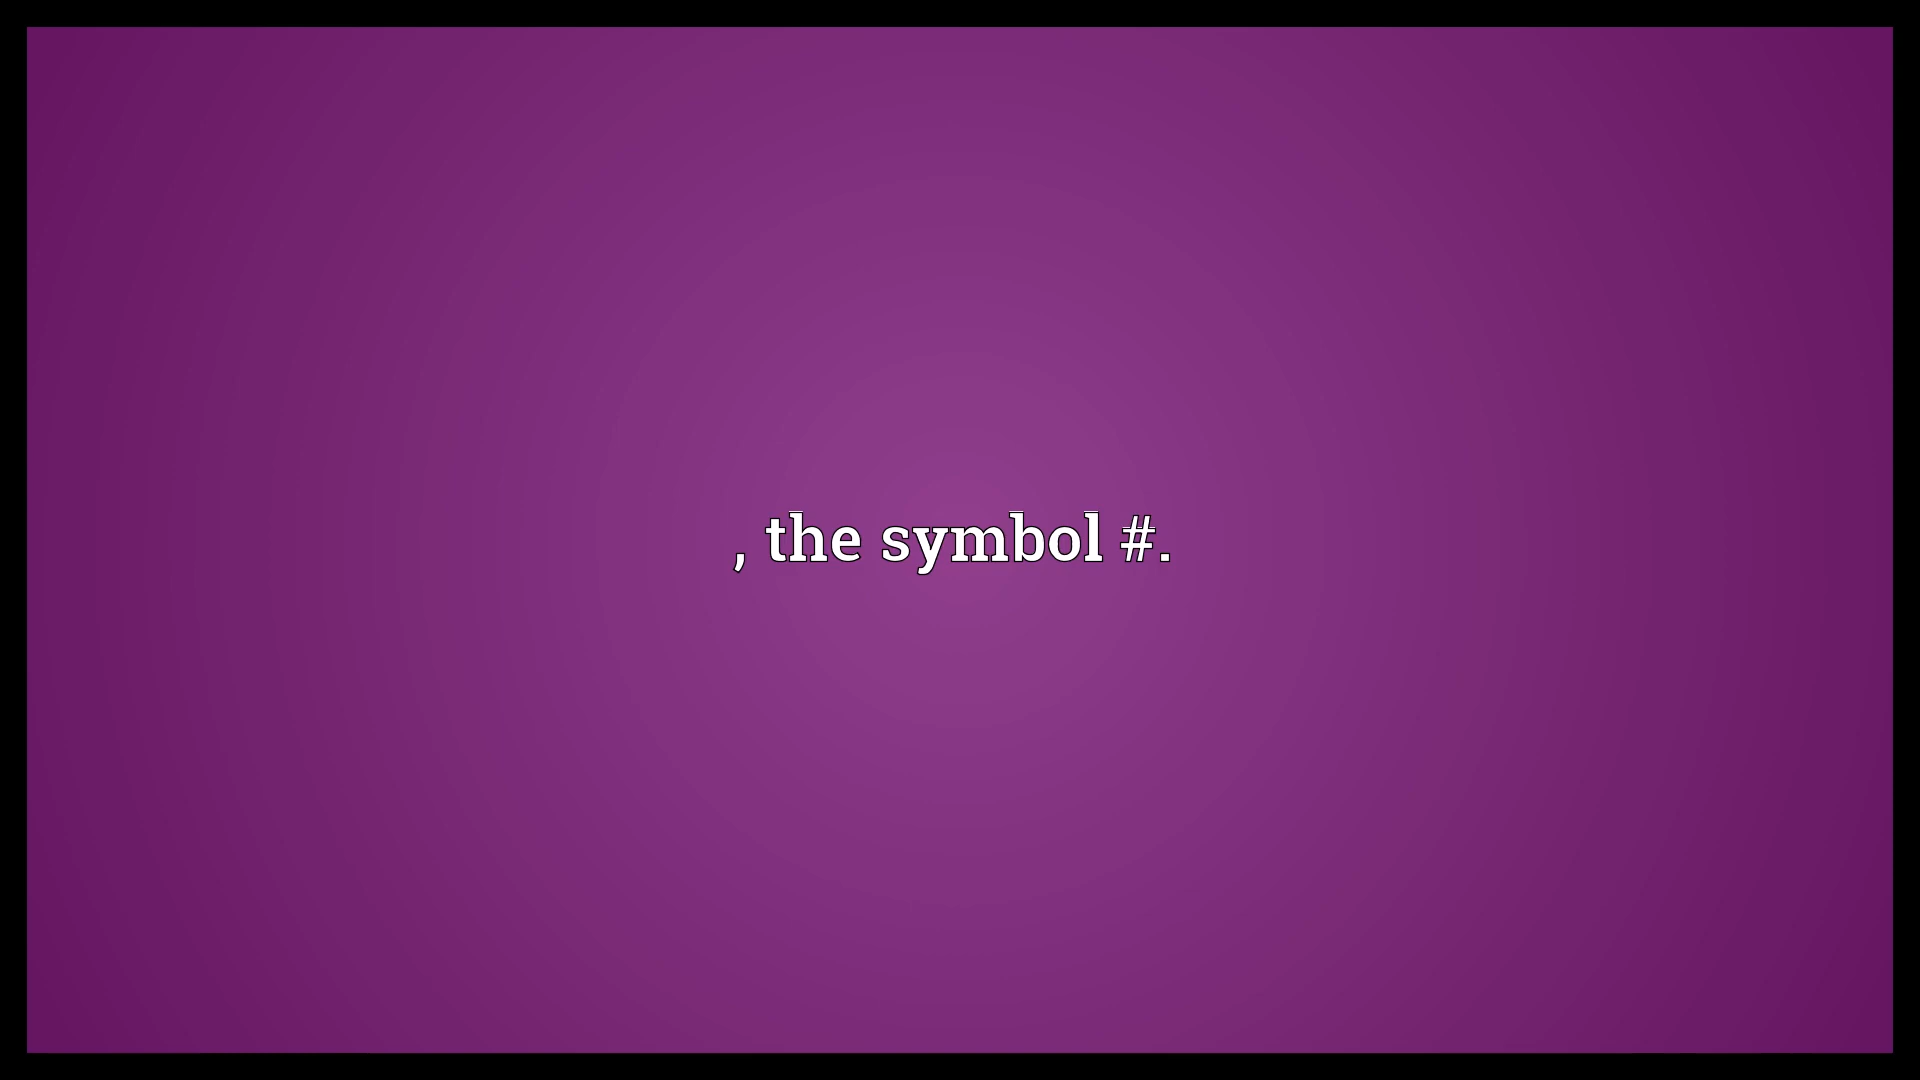 , the symbol #.